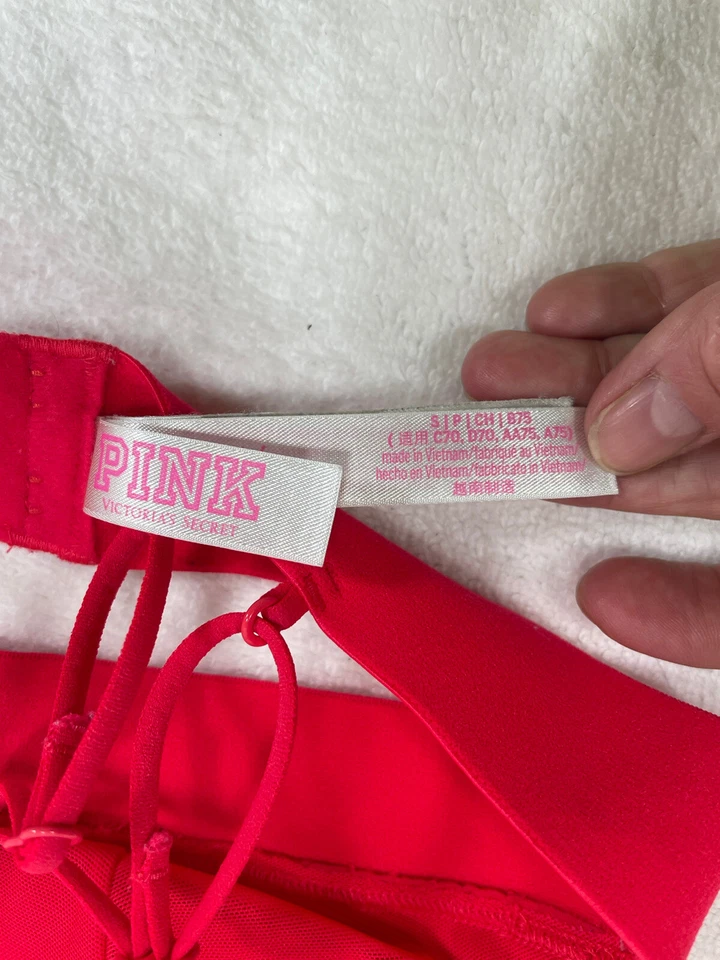 PINK
VICTORIA'S SECRET
S | P | CH | B75
( 适用 C70, D70, AA75, A75)
made in Vietnam/fabriqué au Vietnam/
hecho en Vietnam/fabbricato in Vietnam/
越南制造